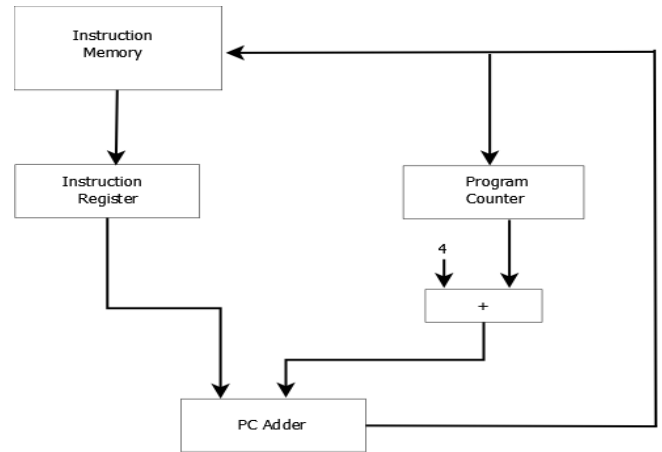 Instruction
Memory
Instruction
Register
Program
Counter
4
+
PC Adder